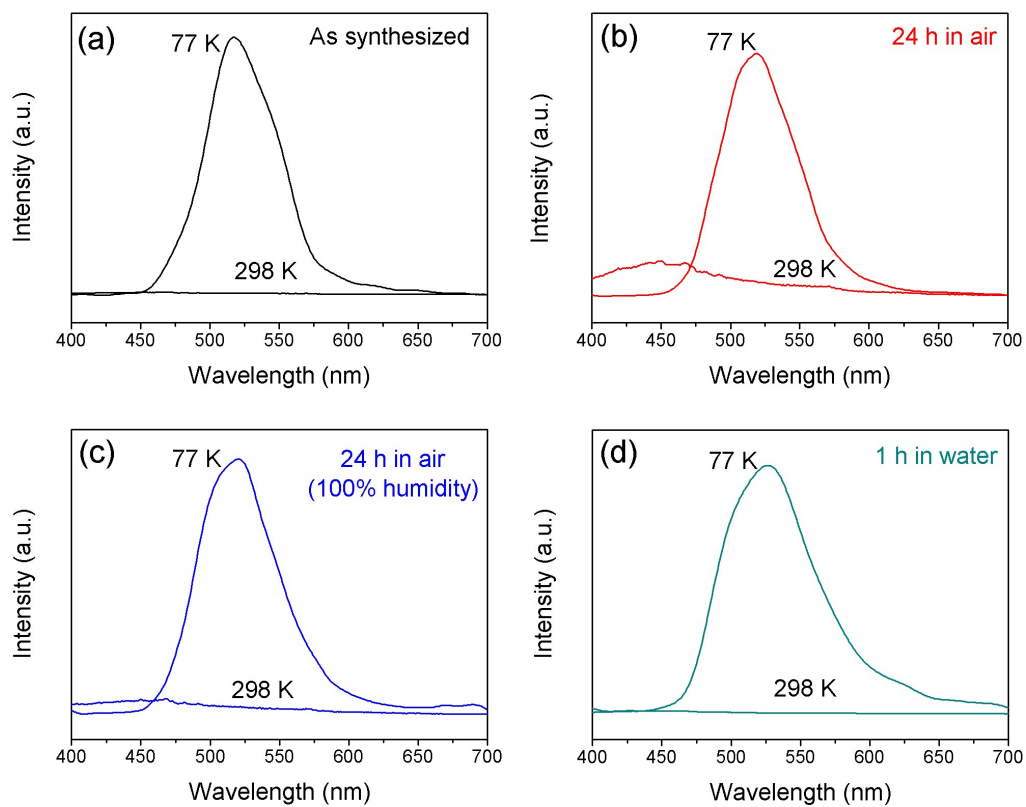 (a)
77 K
As synthesized
298 K
Intensity (a.u.)
400 450 500 550 600 650 700
Wavelength (nm)
(b)
77 K
24 h in air
298 K
Intensity (a.u.)
400 450 500 550 600 650 700
Wavelength (nm)
(c)
77 K
24 h in air
(100% humidity)
298 K
Intensity (a.u.)
400 450 500 550 600 650 700
Wavelength (nm)
(d)
77 K
1 h in water
298 K
Intensity (a.u.)
400 450 500 550 600 650 700
Wavelength (nm)